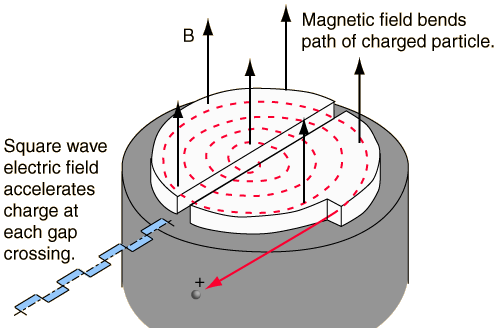 B
Magnetic field bends
path of charged particle.
Square wave
electric field
accelerates
charge at
each gap
crossing.
+